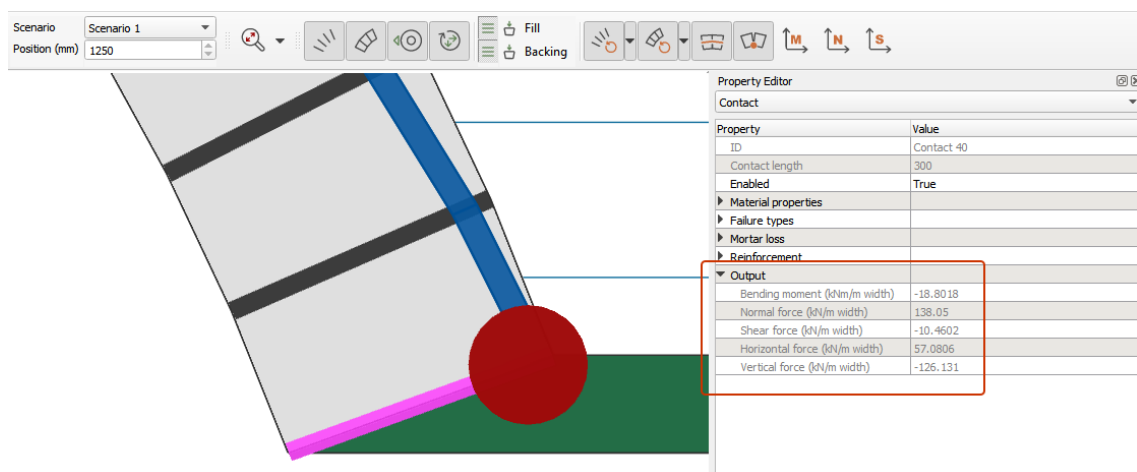 Scenario Scenario 1
Position (mm) 1250
Fill
Backing
M N S
Property Editor
Contact
Property Value
ID Contact 40
Contact length 300
Enabled True
Material properties
Failure types
Mortar loss
Reinforcement
Output
Bending moment (kNm/m width) -18.8018
Normal force (kN/m width) 138.05
Shear force (kN/m width) -10.4602
Horizontal force (kN/m width) 57.0806
Vertical force (kN/m width) -126.131